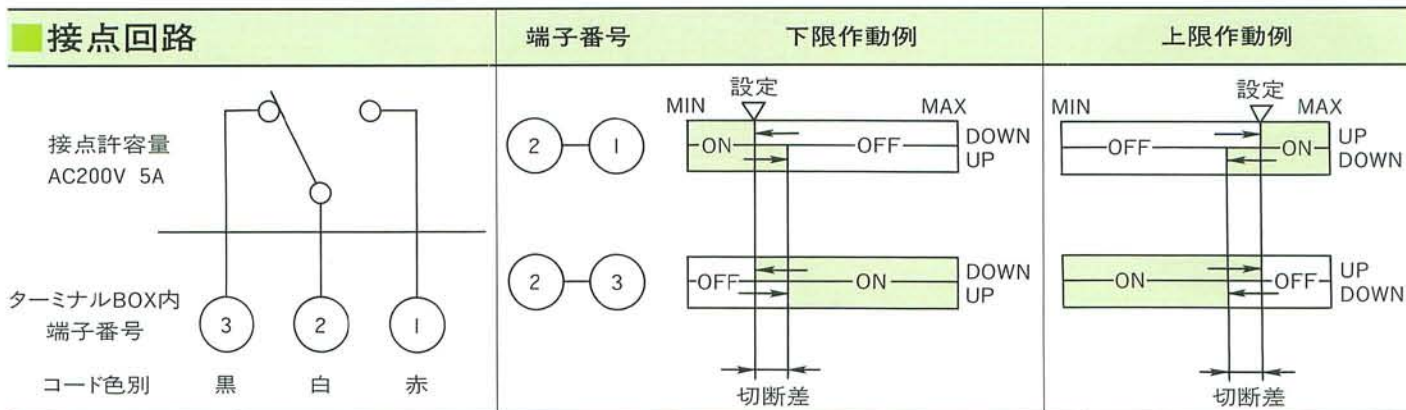 接点回路
端子番号 下限作動例
上限作動例
接点許容量
AC200V 5A
ターミナルBOX内
端子番号
3 2 1
コード色別 黒 白 赤
2 1
MIN 設定 MAX
ON OFF DOWN
UP
2 3
OFF ON DOWN
UP
切断差
MIN 設定 MAX
OFF ON UP
DOWN
ON OFF UP
DOWN
切断差